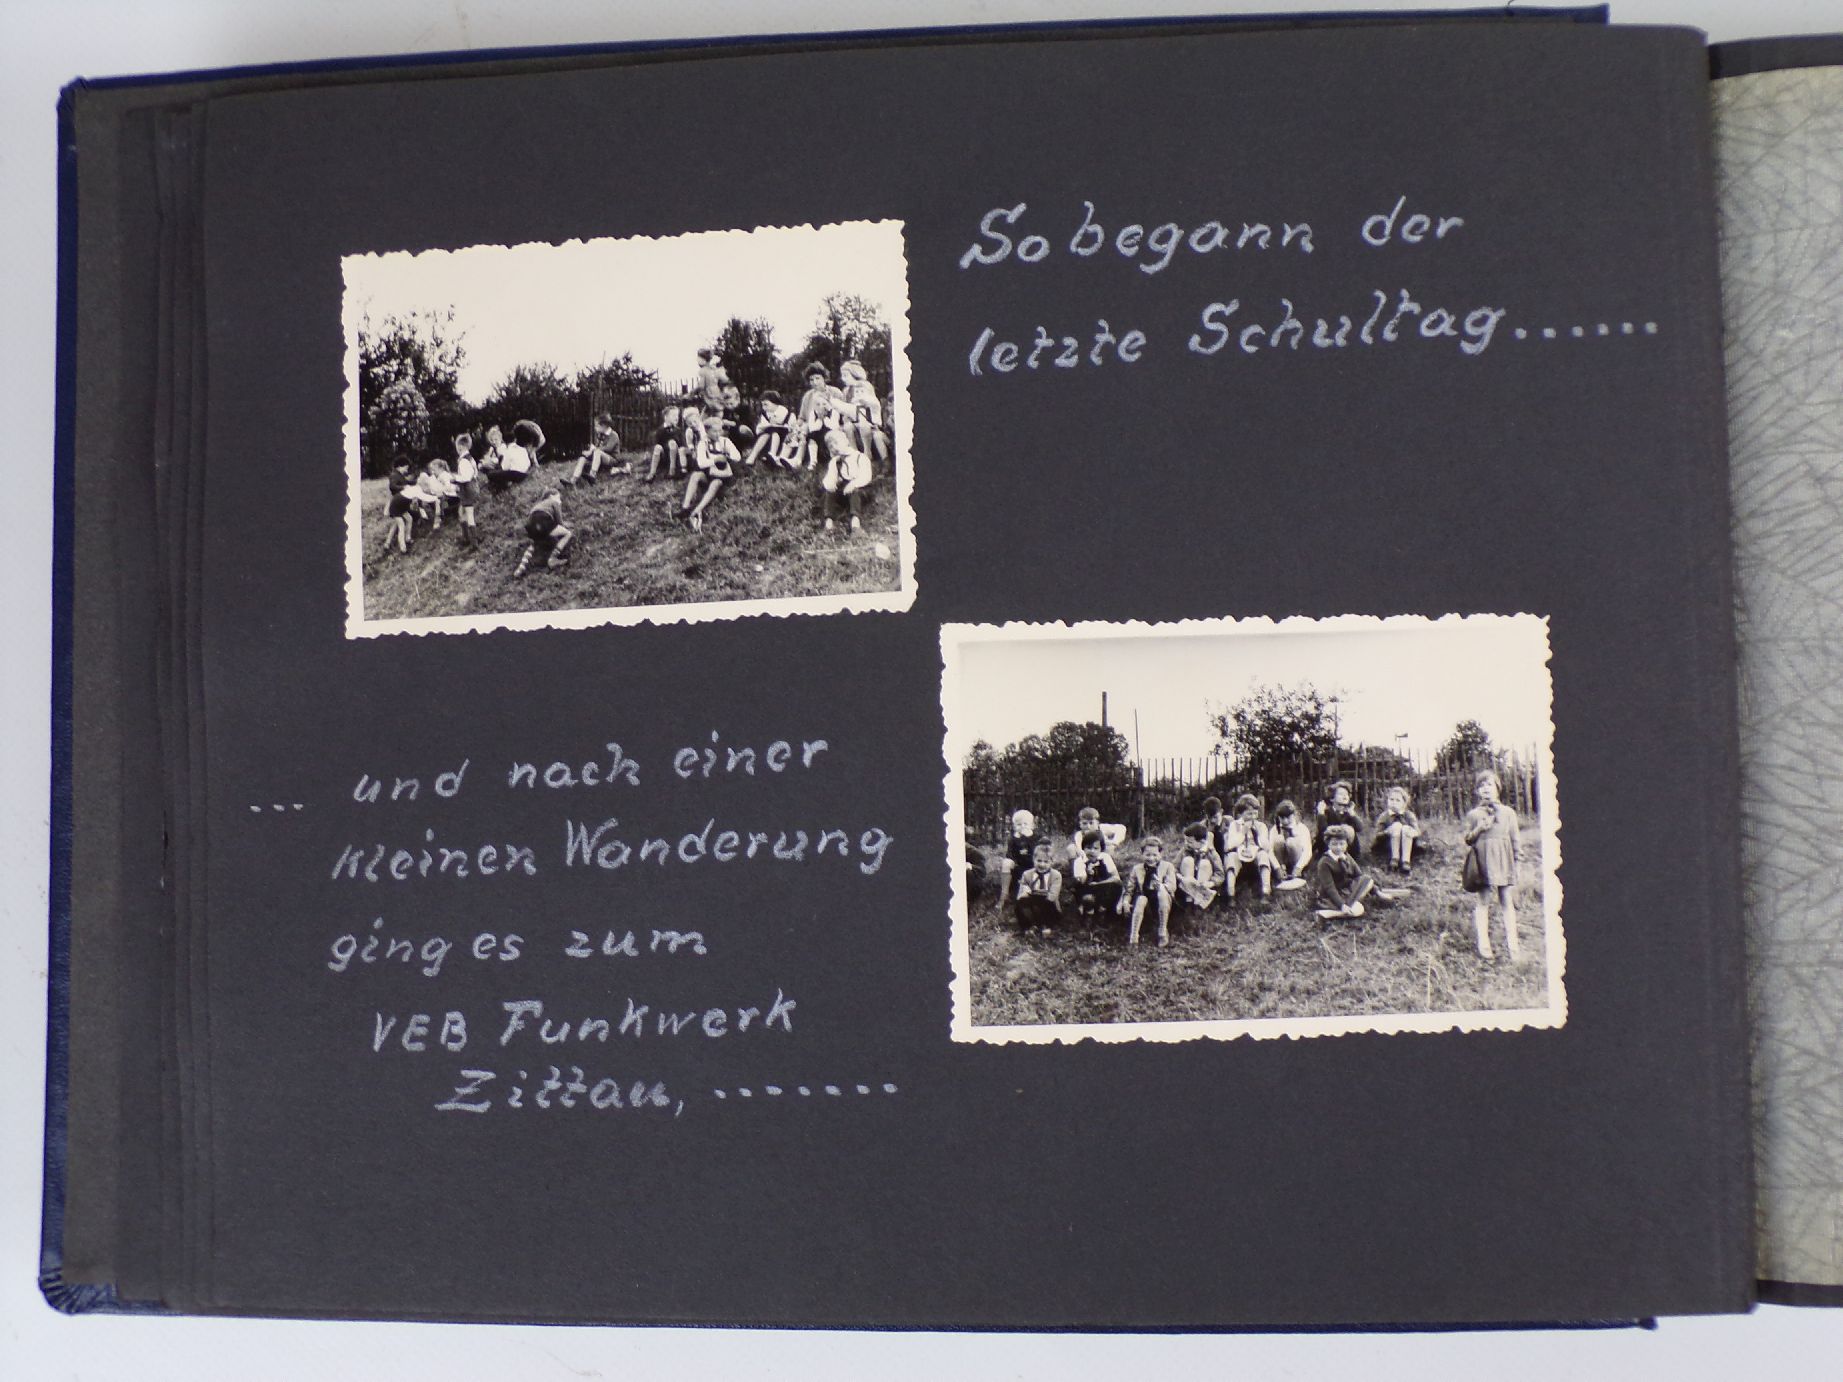 So begann der
letzte Schultag......
... und nach einer
kleinen Wanderung
ging es zum
VEB Funkwerk
Zittau, ........